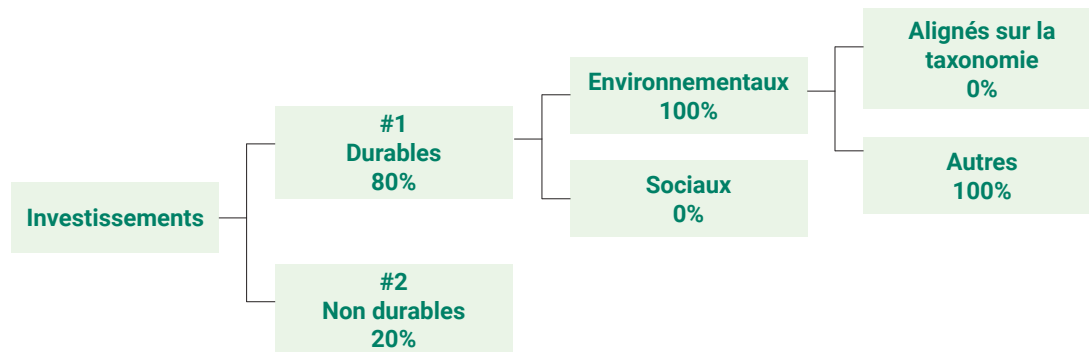 Investissements
#1
Durables
80%
#2
Non durables
20%
Environnementaux
100%
Sociaux
0%
Alignés sur la
taxonomie
0%
Autres
100%